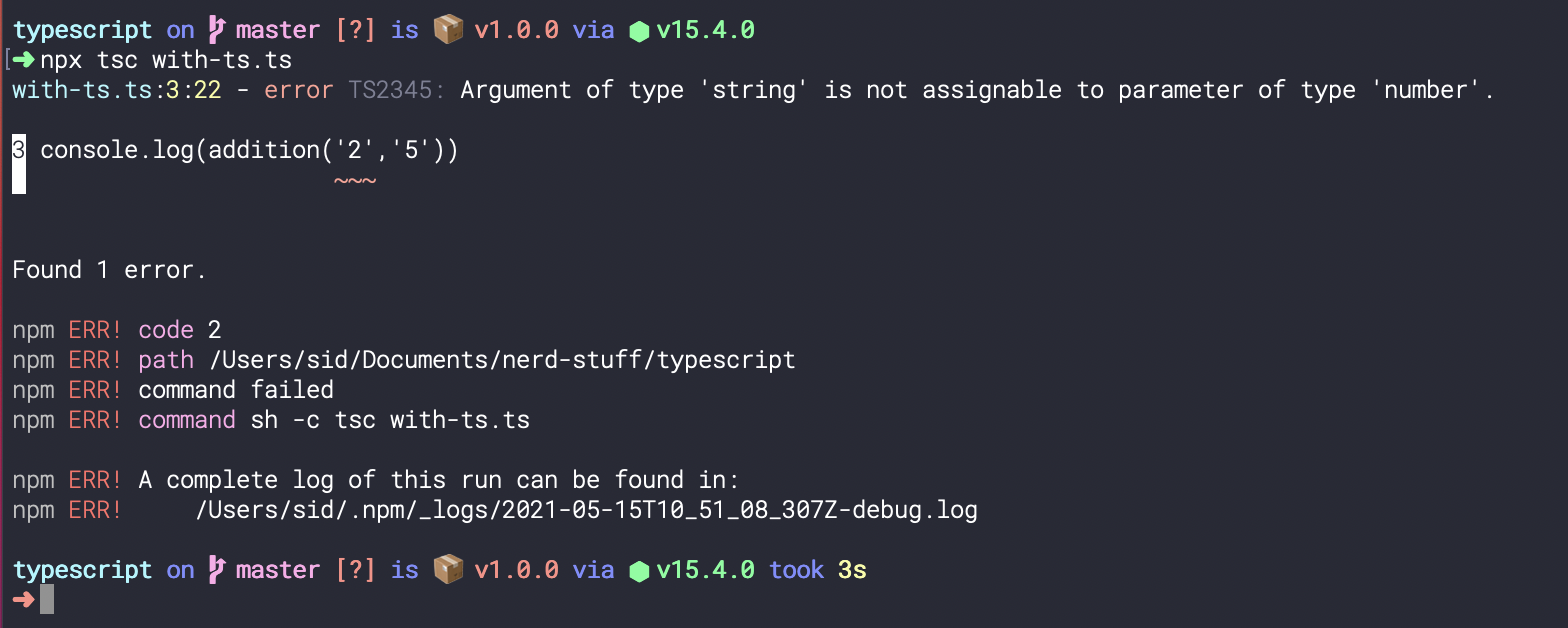 typescript on master [?] is 📦 v1.0.0 via ⬢ v15.4.0
[➜ npx tsc with-ts.ts
with-ts.ts:3:22 - error TS2345: Argument of type 'string' is not assignable to parameter of type 'number'.
3 console.log(addition('2','5'))
~~~
Found 1 error.
npm ERR! code 2
npm ERR! path /Users/sid/Documents/nerd-stuff/typescript
npm ERR! command failed
npm ERR! command sh -c tsc with-ts.ts
npm ERR! A complete log of this run can be found in:
npm ERR! /Users/sid/.npm/_logs/2021-05-15T10_51_08_307Z-debug.log
typescript on master [?] is 📦 v1.0.0 via ⬢ v15.4.0 took 3s
➜